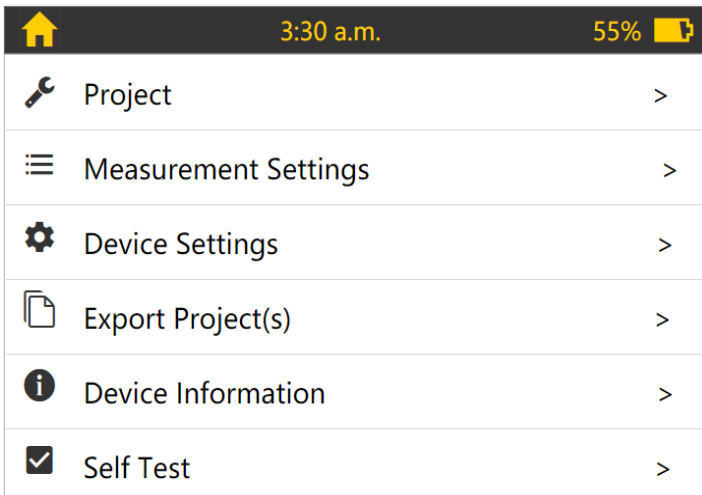 3:30 a.m. 55%
Project >
Measurement Settings >
Device Settings >
Export Project(s) >
Device Information >
Self Test >